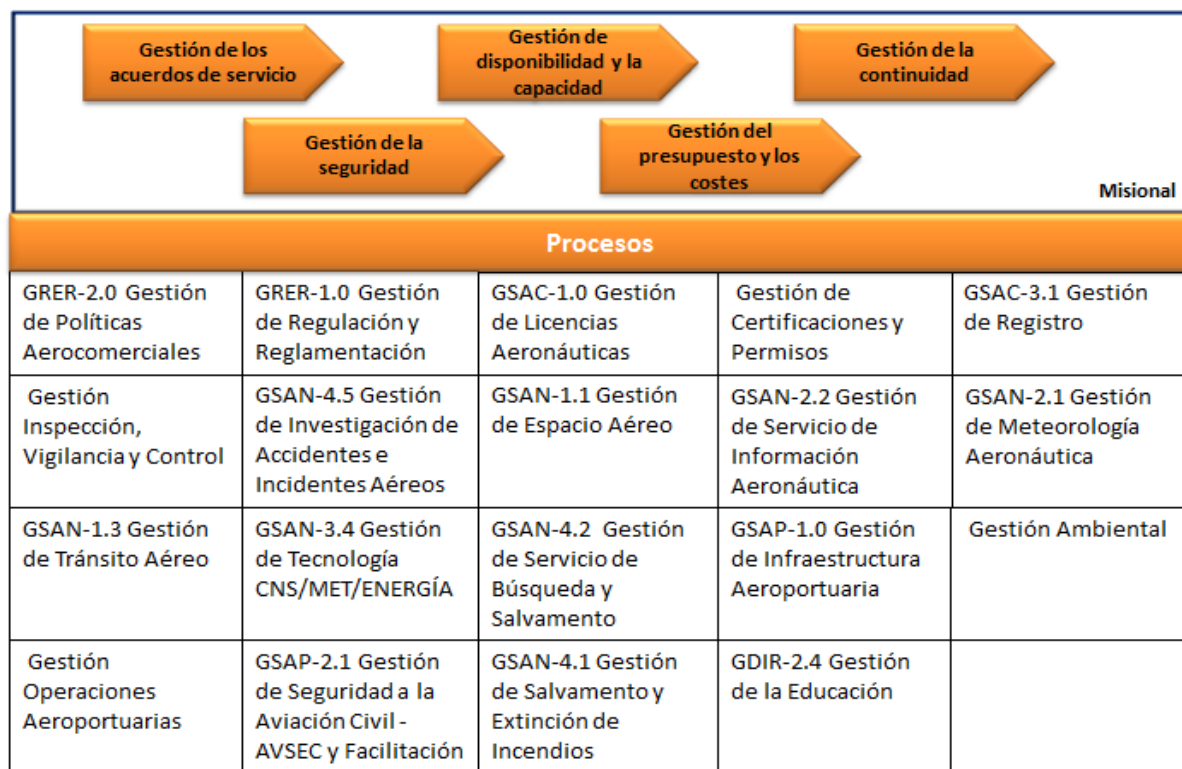 Gestión de los
acuerdos de servicio
Gestión de
disponibilidad y la
capacidad
Gestión de la
continuidad
Gestión de la
seguridad
Gestión del
presupuesto y los
costes
Misional
Procesos
GRER-2.0 Gestión
de Políticas
Aerocomerciales
GRER-1.0 Gestión
de Regulación y
Reglamentación
GSAC-1.0 Gestión
de Licencias
Aeronáuticas
Gestión de
Certificaciones y
Permisos
GSAC-3.1 Gestión
de Registro
Gestión
Inspección,
Vigilancia y Control
GSAN-4.5 Gestión
de Investigación de
Accidentes e
Incidentes Aéreos
GSAN-1.1 Gestión
de Espacio Aéreo
GSAN-2.2 Gestión
de Servicio de
Información
Aeronáutica
GSAN-2.1 Gestión
de Meteorología
Aeronáutica
GSAN-1.3 Gestión
de Tránsito Aéreo
GSAN-3.4 Gestión
de Tecnología
CNS/MET/ENERGÍA
GSAN-4.2 Gestión
de Servicio de
Búsqueda y
Salvamento
GSAP-1.0 Gestión
de Infraestructura
Aeroportuaria
Gestión Ambiental
Gestión
Operaciones
Aeroportuarias
GSAP-2.1 Gestión
de Seguridad a la
Aviación Civil -
AVSEC y Facilitación
GSAN-4.1 Gestión
de Salvamento y
Extinción de
Incendios
GDIR-2.4 Gestión
de la Educación